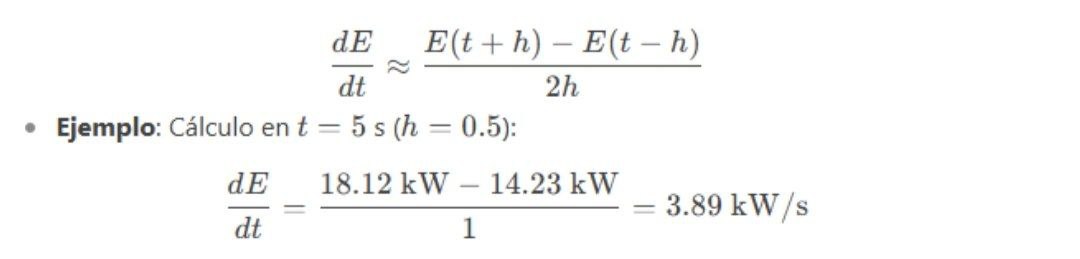 dE/dt ≈ (E(t + h) − E(t − h))/(2h)
• Ejemplo: Cálculo en t = 5 s (h = 0.5):
dE/dt = (18.12 kW − 14.23 kW)/1 = 3.89 kW/s